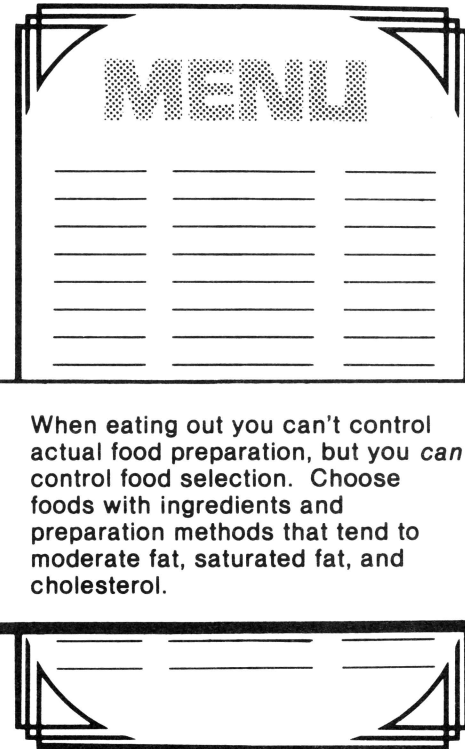 MENU
When eating out you can't control
actual food preparation, but you can
control food selection. Choose
foods with ingredients and
preparation methods that tend to
moderate fat, saturated fat, and
cholesterol.